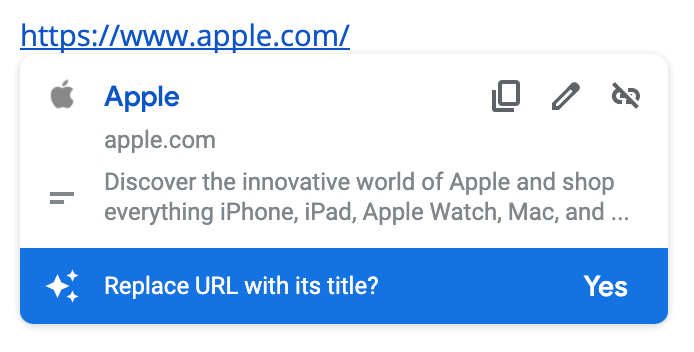 https://www.apple.com/
Apple
apple.com
Discover the innovative world of Apple and shop
everything iPhone, iPad, Apple Watch, Mac, and ...
Replace URL with its title?
Yes